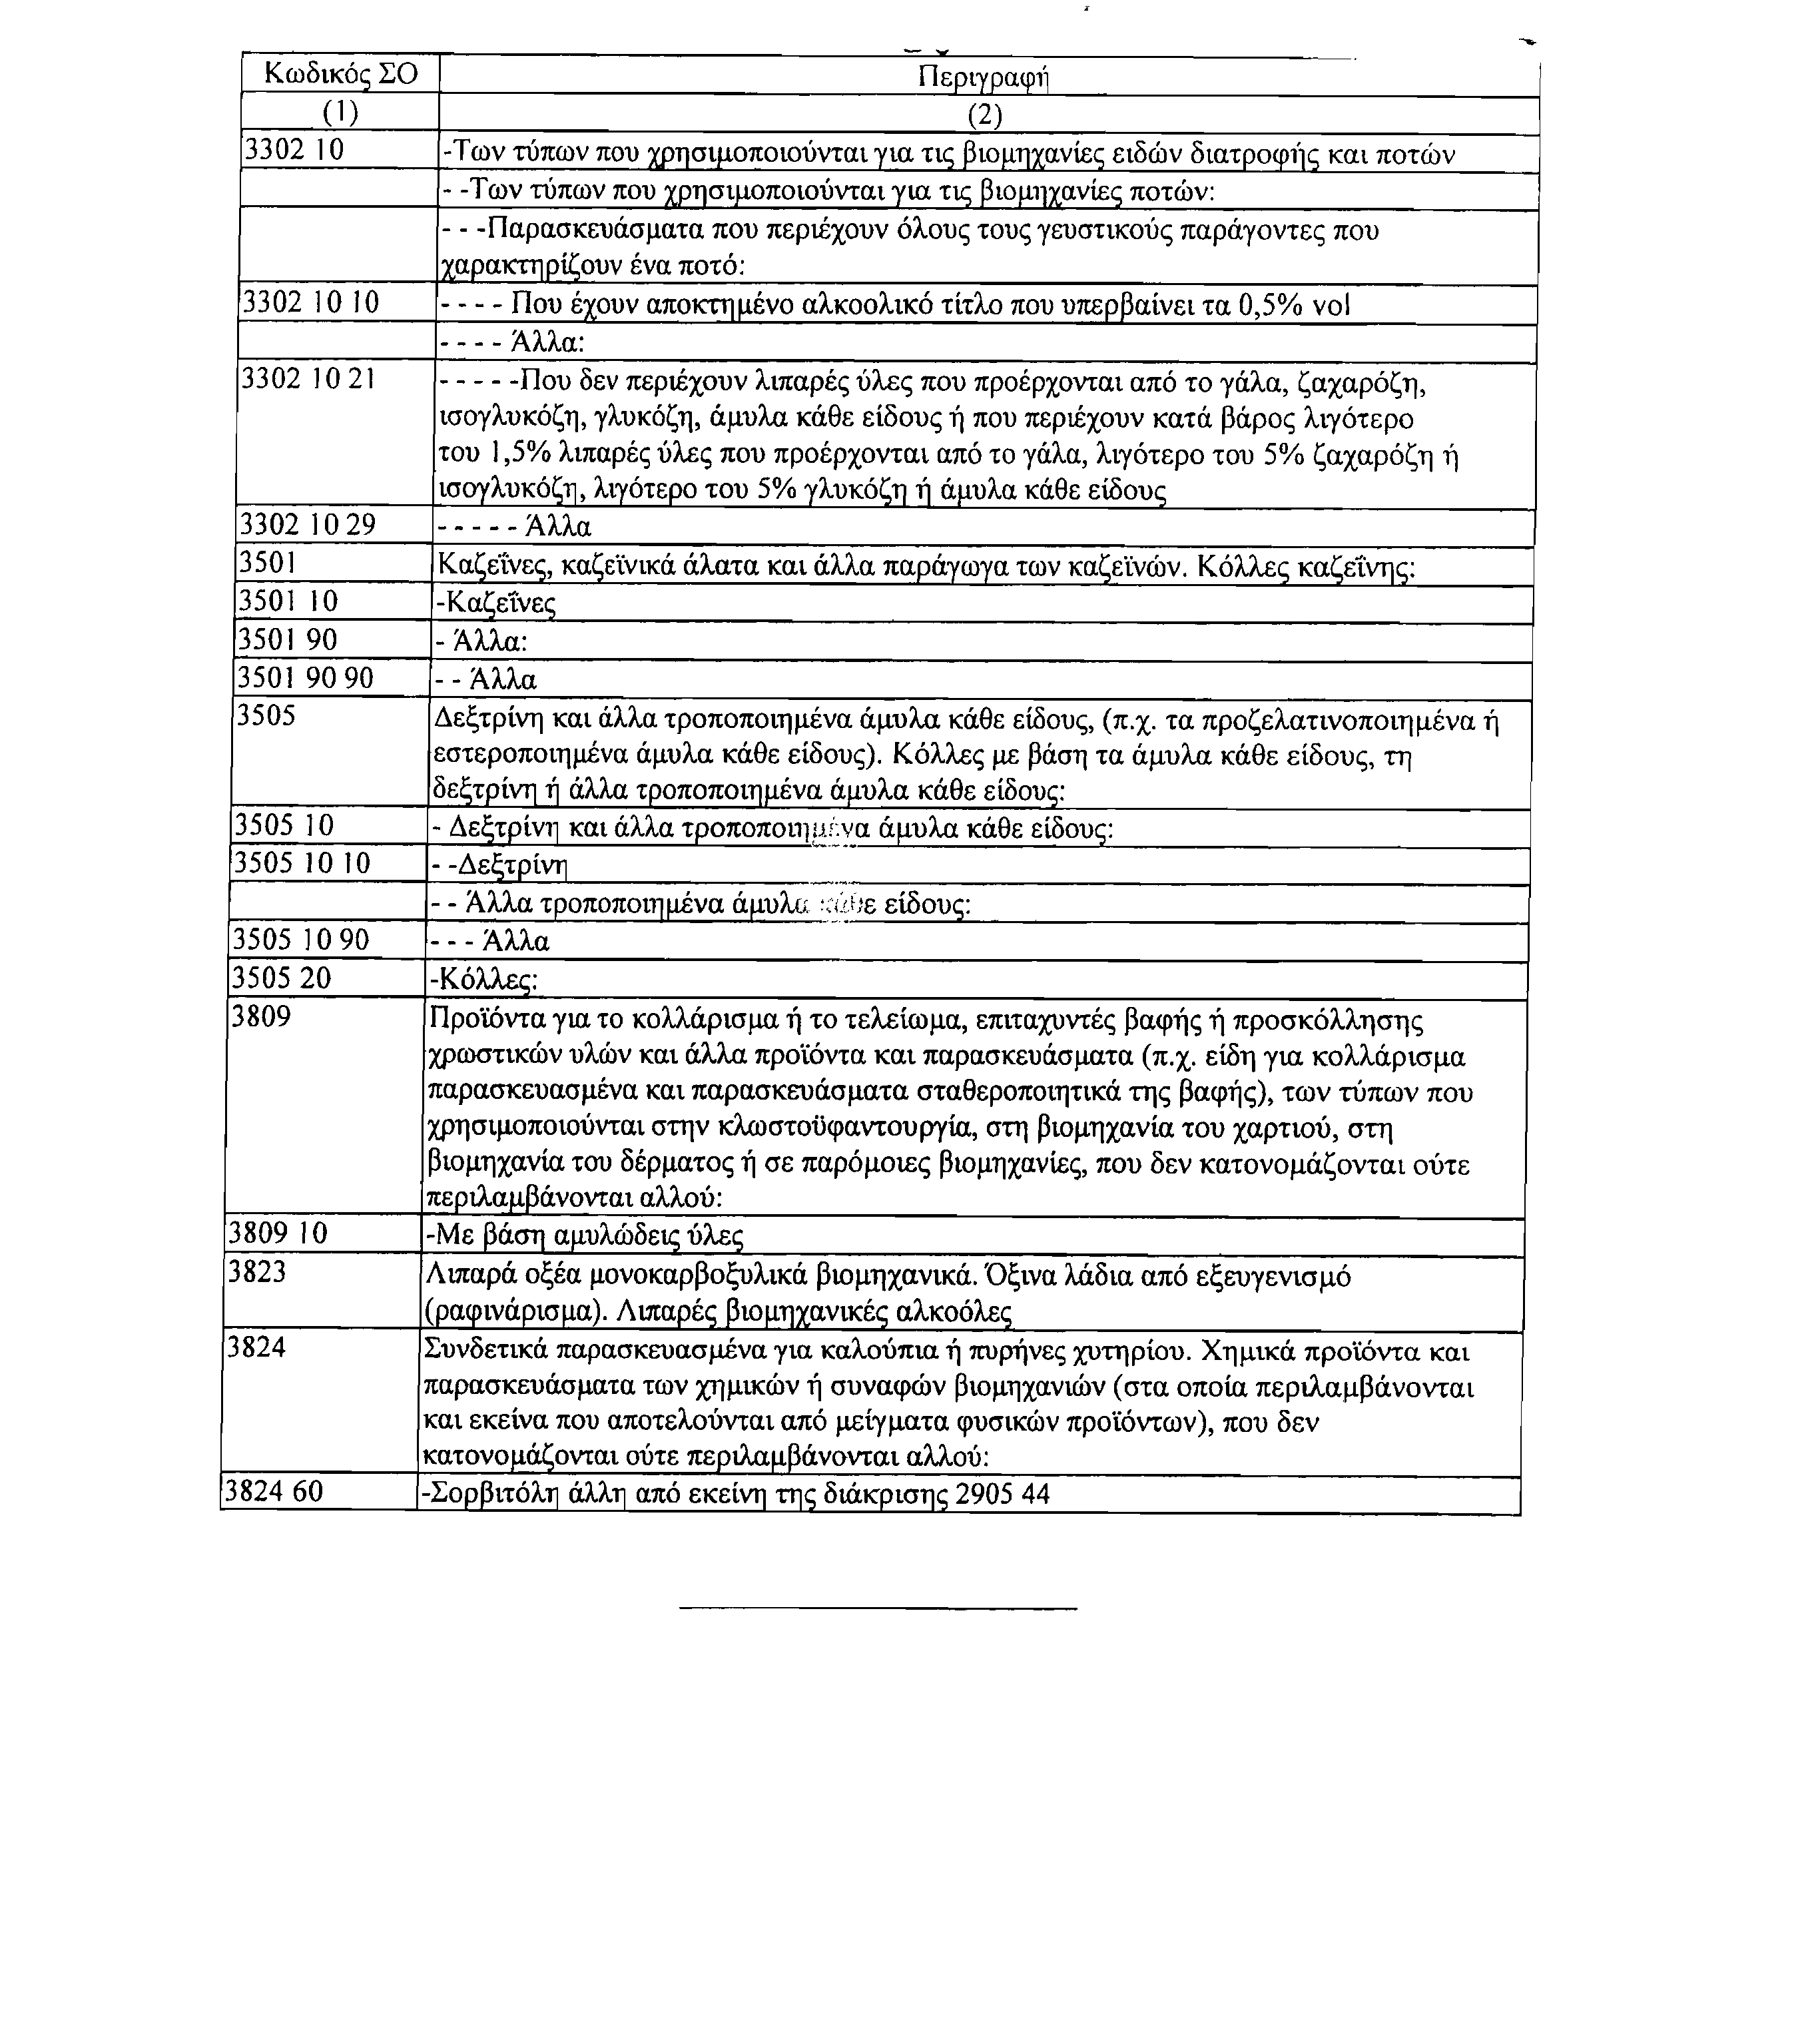 Κωδικός ΣΟ Περιγραφή
(1) (2)
3302 10 -Των τύπων που χρησιμοποιούνται για τις βιομηχανίες ειδών διατροφής και ποτών
- -Των τύπων που χρησιμοποιούνται για τις βιομηχανίες ποτών:
- - -Παρασκευάσματα που περιέχουν όλους τους γευστικούς παράγοντες που
χαρακτηρίζουν ένα ποτό:
3302 10 10 - - - - Που έχουν αποκτημένο αλκοολικό τίτλο που υπερβαίνει τα 0,5% vol
- - - - Άλλα:
3302 10 21 - - - - -Που δεν περιέχουν λιπαρές ύλες που προέρχονται από το γάλα, ζαχαρόζη,
ισογλυκόζη, γλυκόζη, άμυλα κάθε είδους ή που περιέχουν κατά βάρος λιγότερο
του 1,5% λιπαρές ύλες που προέρχονται από το γάλα, λιγότερο του 5% ζαχαρόζη ή
ισογλυκόζη, λιγότερο του 5% γλυκόζη ή άμυλα κάθε είδους
3302 10 29 - - - - - Άλλα
3501 Καζεΐνες, καζεϊνικά άλατα και άλλα παράγωγα των καζεϊνών. Κόλλες καζεΐνης:
3501 10 -Καζεΐνες
3501 90 - Άλλα:
3501 90 90 - - Άλλα
3505 Δεξτρίνη και άλλα τροποποιημένα άμυλα κάθε είδους, (π.χ. τα προζελατινοποιημένα ή
εστεροποιημένα άμυλα κάθε είδους). Κόλλες με βάση τα άμυλα κάθε είδους, τη
δεξτρίνη ή άλλα τροποποιημένα άμυλα κάθε είδους:
3505 10 - Δεξτρίνη και άλλα τροποποιημένα άμυλα κάθε είδους:
3505 10 10 - -Δεξτρίνη
- - Άλλα τροποποιημένα άμυλα κάθε είδους:
3505 10 90 - - - Άλλα
3505 20 -Κόλλες:
3809 Προϊόντα για το κολλάρισμα ή το τελείωμα, επιταχυντές βαφής ή προσκόλλησης
χρωστικών υλών και άλλα προϊόντα και παρασκευάσματα (π.χ. είδη για κολλάρισμα
παρασκευασμένα και παρασκευάσματα σταθεροποιητικά της βαφής), των τύπων που
χρησιμοποιούνται στην κλωστοϋφαντουργία, στη βιομηχανία του χαρτιού, στη
βιομηχανία του δέρματος ή σε παρόμοιες βιομηχανίες, που δεν κατονομάζονται ούτε
περιλαμβάνονται αλλού:
3809 10 -Με βάση αμυλώδεις ύλες
3823 Λιπαρά οξέα μονοκαρβοξυλικά βιομηχανικά. Όξινα λάδια από εξευγενισμό
(ραφινάρισμα). Λιπαρές βιομηχανικές αλκοόλες
3824 Συνδετικά παρασκευασμένα για καλούπια ή πυρήνες χυτηρίου. Χημικά προϊόντα και
παρασκευάσματα των χημικών ή συναφών βιομηχανιών (στα οποία περιλαμβάνονται
και εκείνα που αποτελούνται από μείγματα φυσικών προϊόντων), που δεν
κατονομάζονται ούτε περιλαμβάνονται αλλού:
3824 60 -Σορβιτόλη άλλη από εκείνη της διάκρισης 2905 44